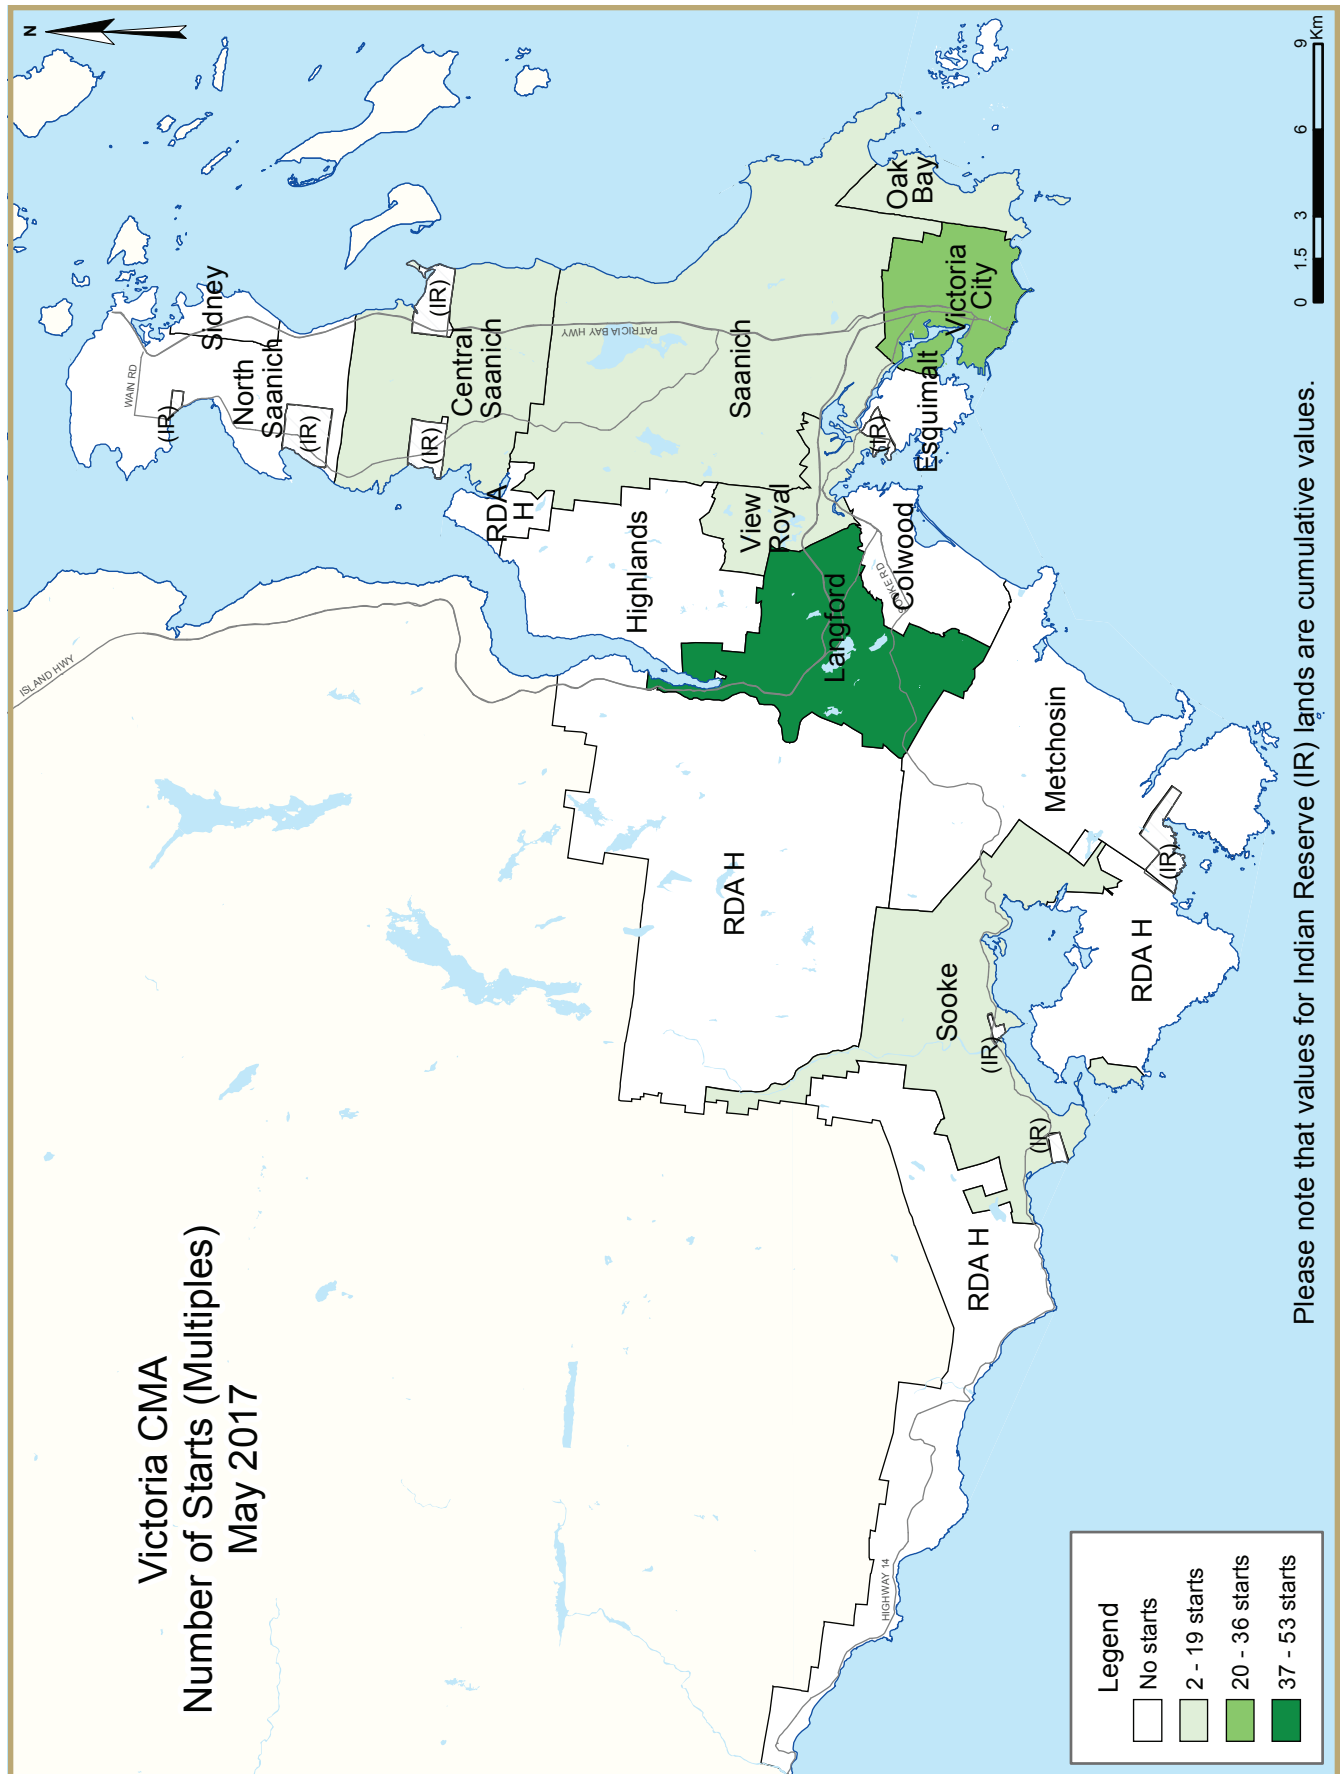 Victoria CMA
Number of Starts (Multiples)
May 2017
N
ISLAND HWY
WAIN RD
(IR)
Sidney
North
Saanich
(IR)
(IR)
(IR)
Central
Saanich
PATRICIA BAY HWY
RDA
H
Highlands
Saanich
View
Royal
Oak
Bay
Victoria
City
Esquimalt
(IR)
Langford
Colwood
SOOKE RD
RDA H
Metchosin
Sooke
(IR)
(IR)
(IR)
RDA H
RDA H
HIGHWAY 14
Legend
No starts
2 - 19 starts
20 - 36 starts
37 - 53 starts
0 1.5 3 6 9
Km
Please note that values for Indian Reserve (IR) lands are cumulative values.